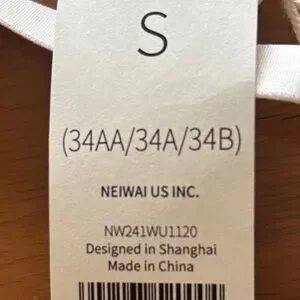 S
(34AA/34A/34B)
NEIWAI US INC.
NW241WU1120
Designed in Shanghai
Made in China